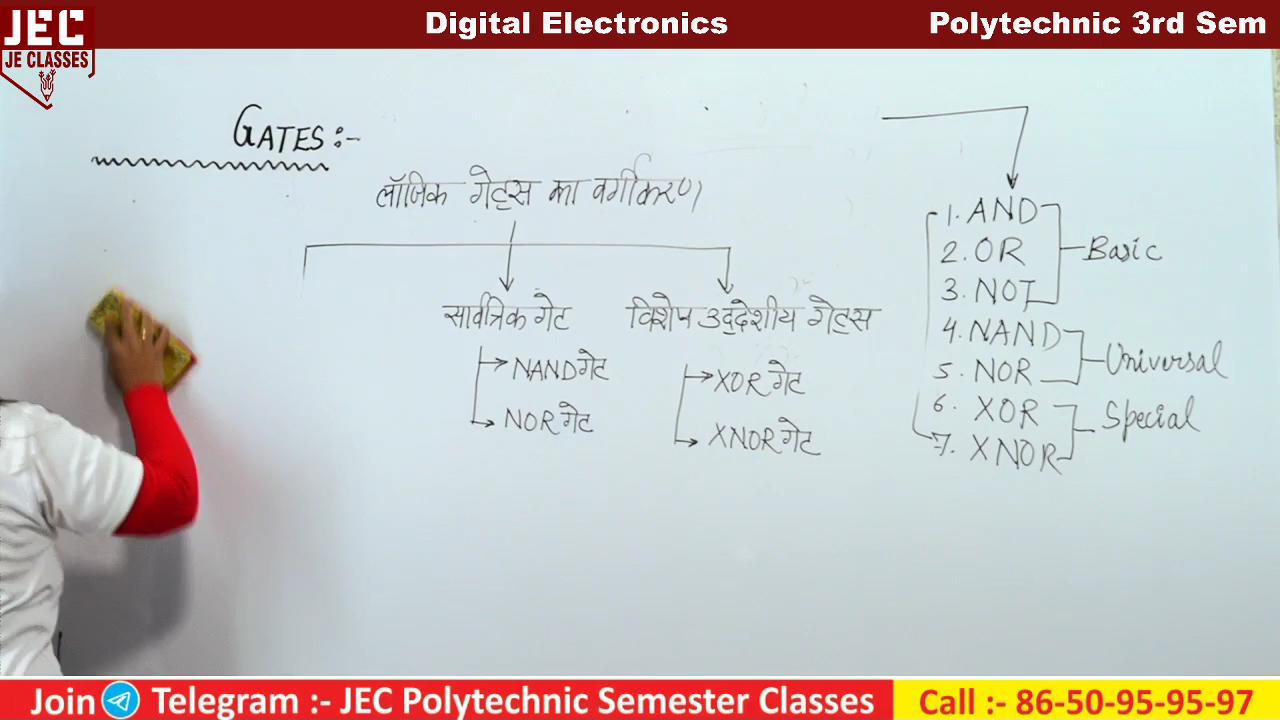 JEC
JE CLASSES
Digital Electronics
Polytechnic 3rd Sem
GATES :-
लॉजिक गेट्स का वर्गीकरण
सार्वत्रिक गेट
NAND गेट
NOR गेट
विशेष उद्देशीय गेट्स
XOR गेट
XNOR गेट
1. AND
2. OR
3. NOT
Basic
4. NAND
5. NOR
Universal
6. XOR
7. XNOR
Special
Join Telegram :- JEC Polytechnic Semester Classes
Call :- 86-50-95-95-97